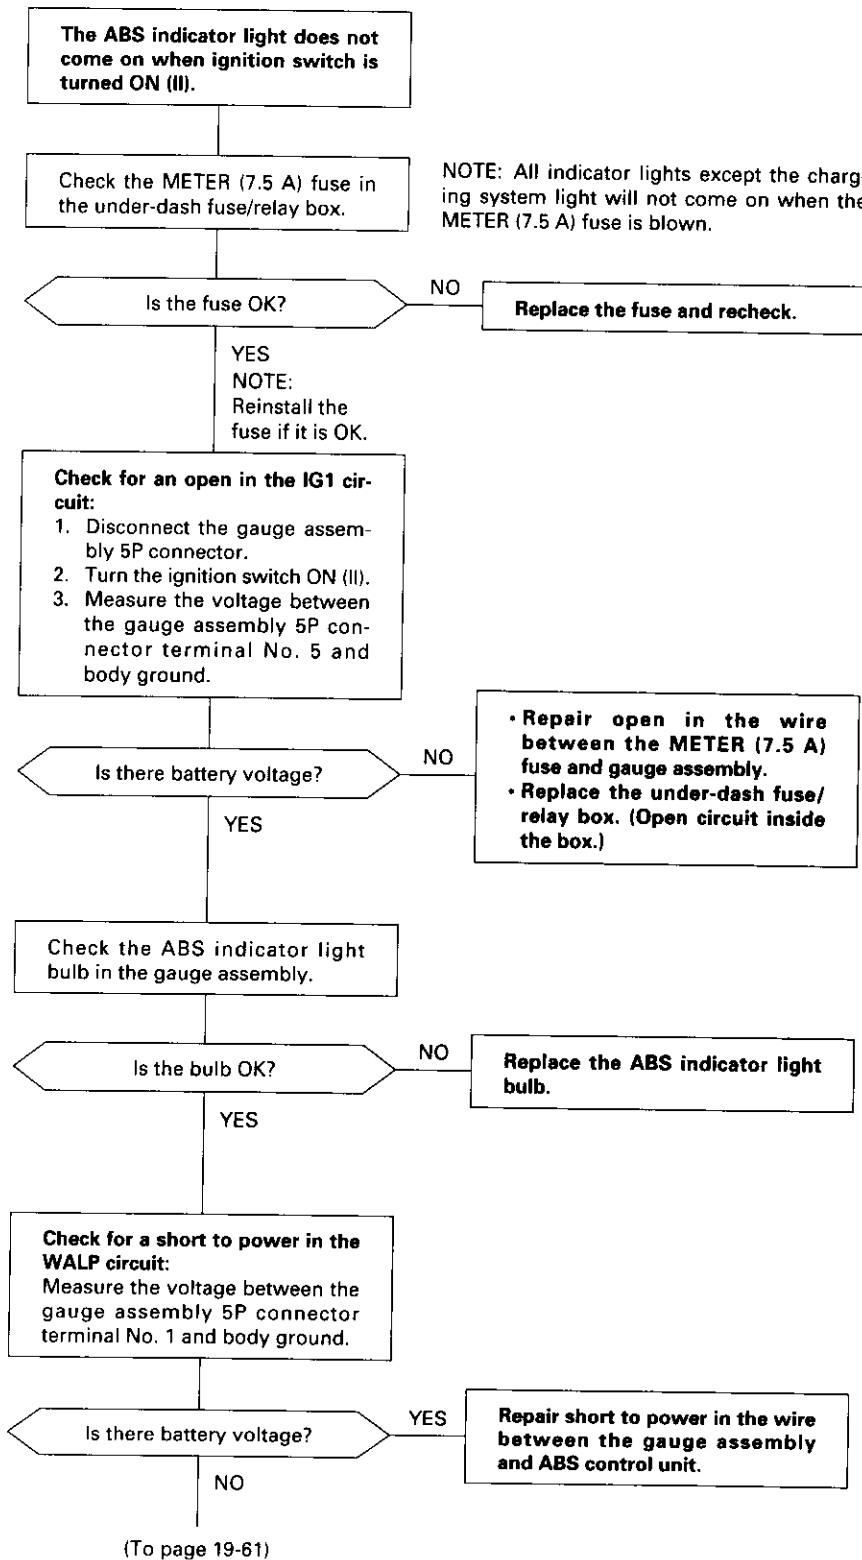 The ABS indicator light does not
come on when ignition switch is
turned ON (II).
Check the METER (7.5 A) fuse in
the under-dash fuse/relay box.
NOTE: All indicator lights except the charg-
ing system light will not come on when the
METER (7.5 A) fuse is blown.
Is the fuse OK?
NO
Replace the fuse and recheck.
YES
NOTE:
Reinstall the
fuse if it is OK.
Check for an open in the IG1 cir-
cuit:
1. Disconnect the gauge assem-
bly 5P connector.
2. Turn the ignition switch ON (II).
3. Measure the voltage between
the gauge assembly 5P con-
nector terminal No. 5 and
body ground.
Is there battery voltage?
NO
• Repair open in the wire
between the METER (7.5 A)
fuse and gauge assembly.
• Replace the under-dash fuse/
relay box. (Open circuit inside
the box.)
YES
Check the ABS indicator light
bulb in the gauge assembly.
Is the bulb OK?
NO
Replace the ABS indicator light
bulb.
YES
Check for a short to power in the
WALP circuit:
Measure the voltage between the
gauge assembly 5P connector
terminal No. 1 and body ground.
Is there battery voltage?
YES
Repair short to power in the wire
between the gauge assembly
and ABS control unit.
NO
(To page 19-61)